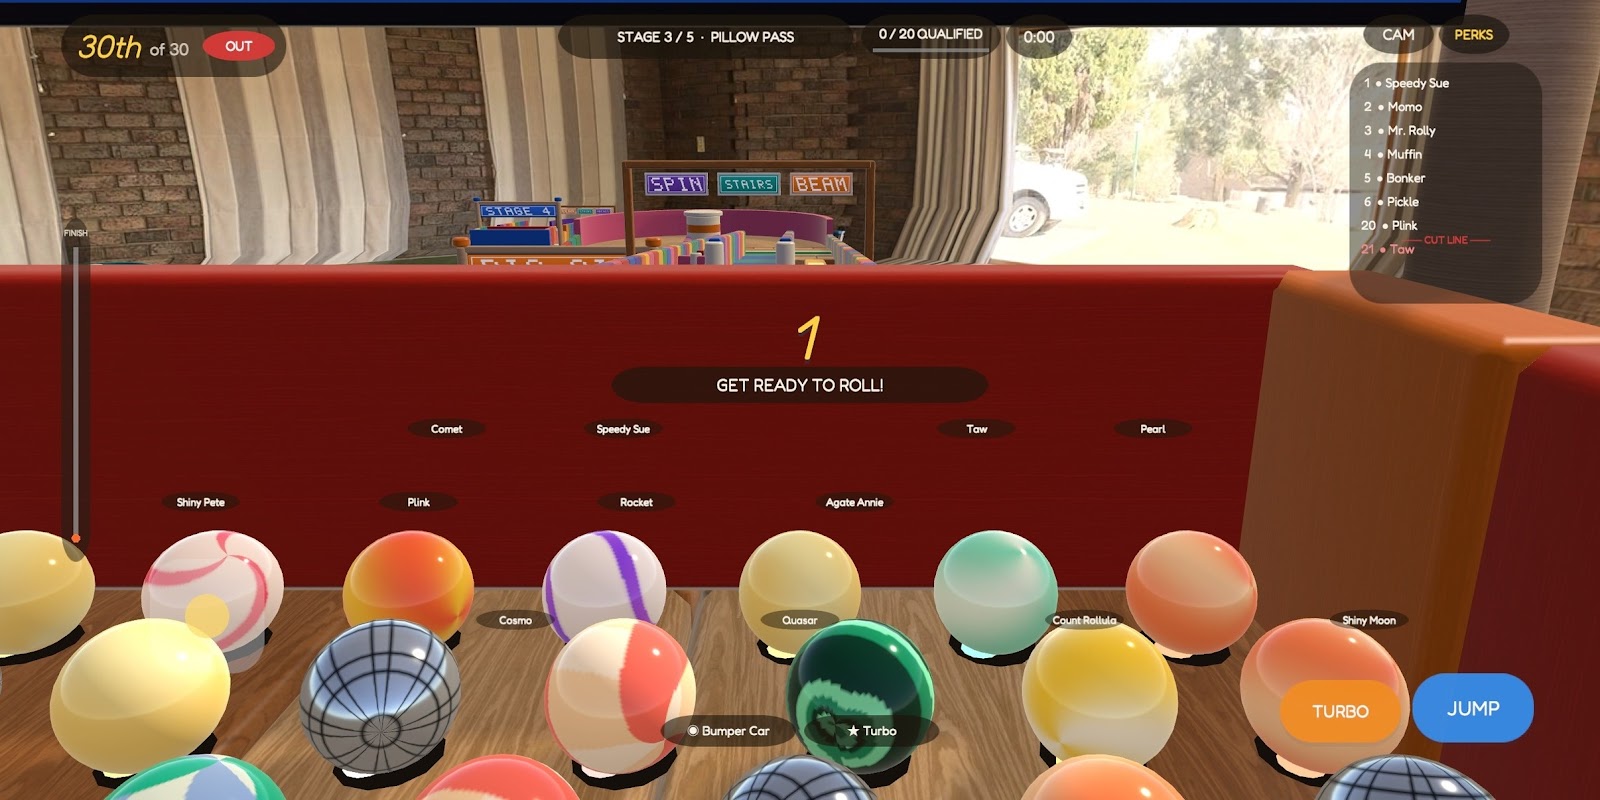 30th of 30 OUT
STAGE 3 / 5 · PILLOW PASS
0 / 20 QUALIFIED
0:00
CAM
PERKS
1 • Speedy Sue
2 • Momo
3 • Mr. Rolly
4 • Muffin
5 • Bonker
6 • Pickle
20 • Plink
CUT LINE
21 • Taw
SPIN
STAIRS
BEAM
STAGE 4
FINISH
1
GET READY TO ROLL!
Comet
Speedy Sue
Taw
Pearl
Shiny Pete
Plink
Rocket
Agate Annie
Cosmo
Quasar
Count Rollula
Shiny Moon
TURBO
JUMP
◉ Bumper Car
★ Turbo